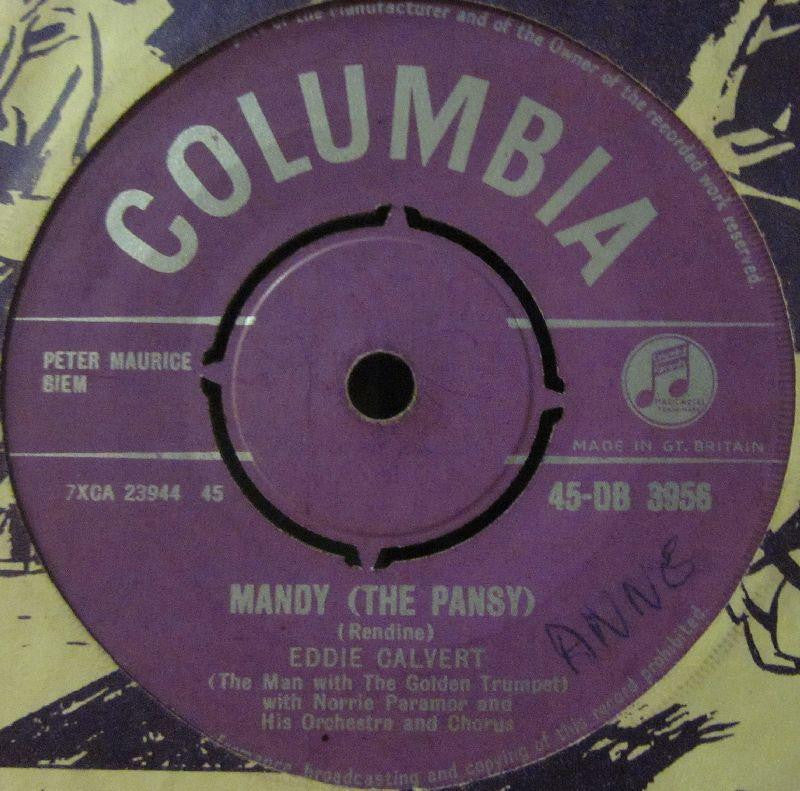 of the Manufacturer and of the Owner of the recorded work reserved.
COLUMBIA
PETER MAURICE
BIEM
MADE IN GT. BRITAIN
7XCA 23944 45
45-DB 3956
MANDY (THE PANSY)
(Rendine)
EDDIE CALVERT
(The Man with The Golden Trumpet)
with Norrie Paramor and
His Orchestra and Chorus
ANNE
broadcasting and copying of this record prohibited.